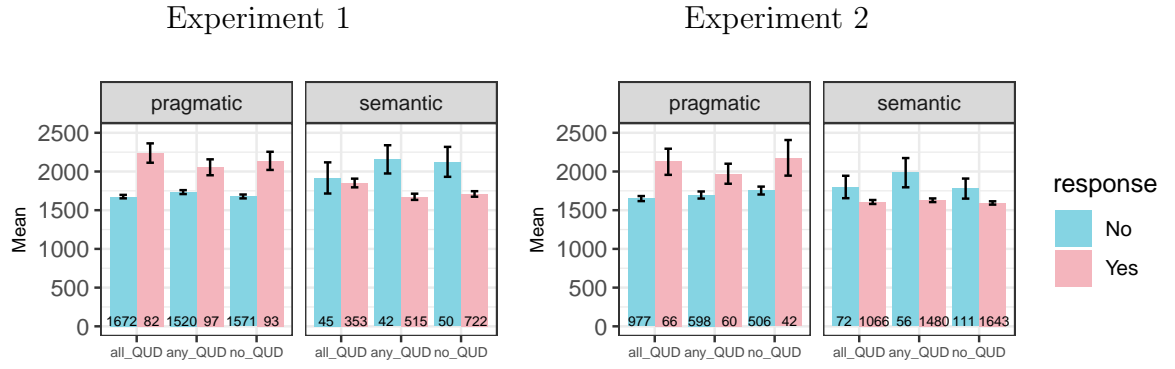 Experiment 1 Experiment 2
pragmatic semantic pragmatic semantic
2500 2500
2000 2000
1500 1500
1000 1000
500 500
0 0
Mean Mean
1672 82 1520 97 1571 93 45 353 42 515 50 722 977 66 598 60 506 42 72 1066 56 1480 111 1643
all_QUD any_QUD no_QUD all_QUD any_QUD no_QUD all_QUD any_QUD no_QUD all_QUD any_QUD no_QUD
response
No
Yes